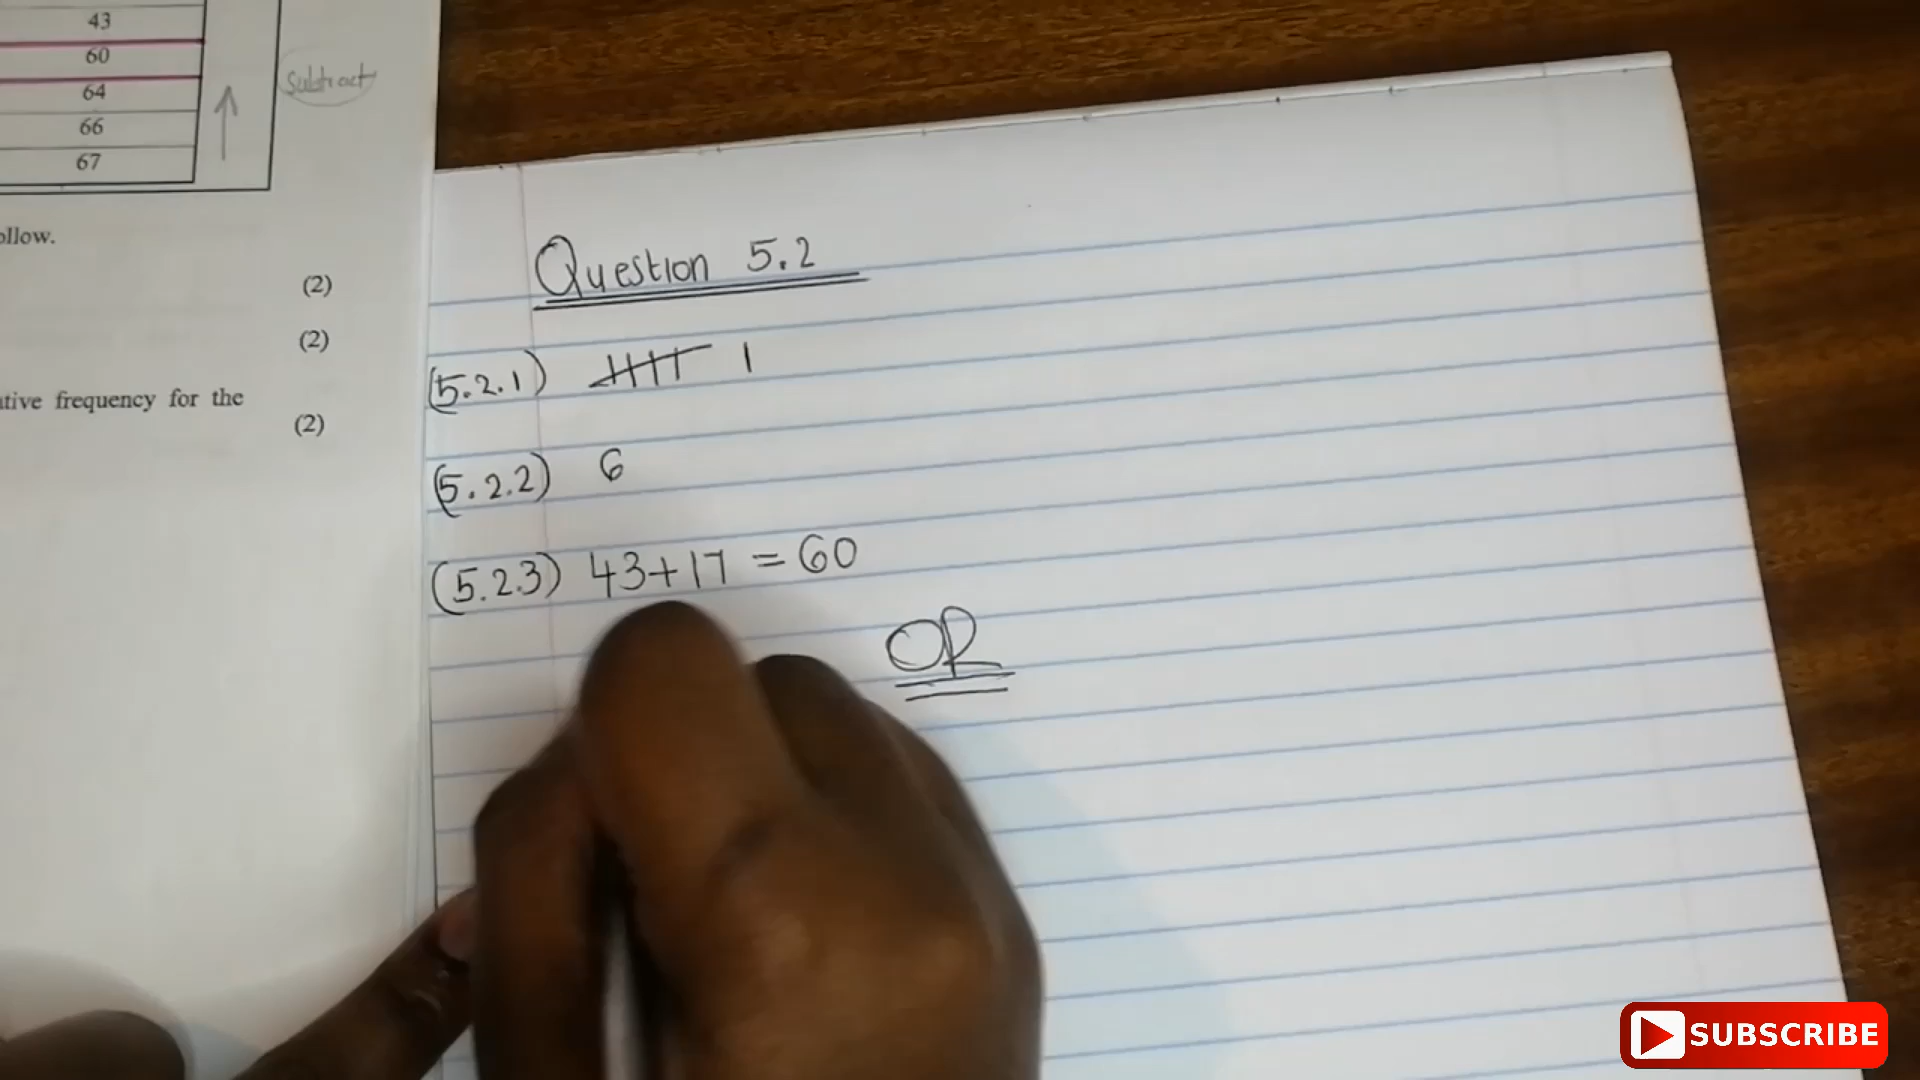 43
60
64
66
67
Subtract
ollow.
(2)
(2)
ative frequency for the
(2)
Question 5.2
(5.2.1) 1
(5.2.2) 6
(5.2.3) 43+17 = 60
OR
SUBSCRIBE